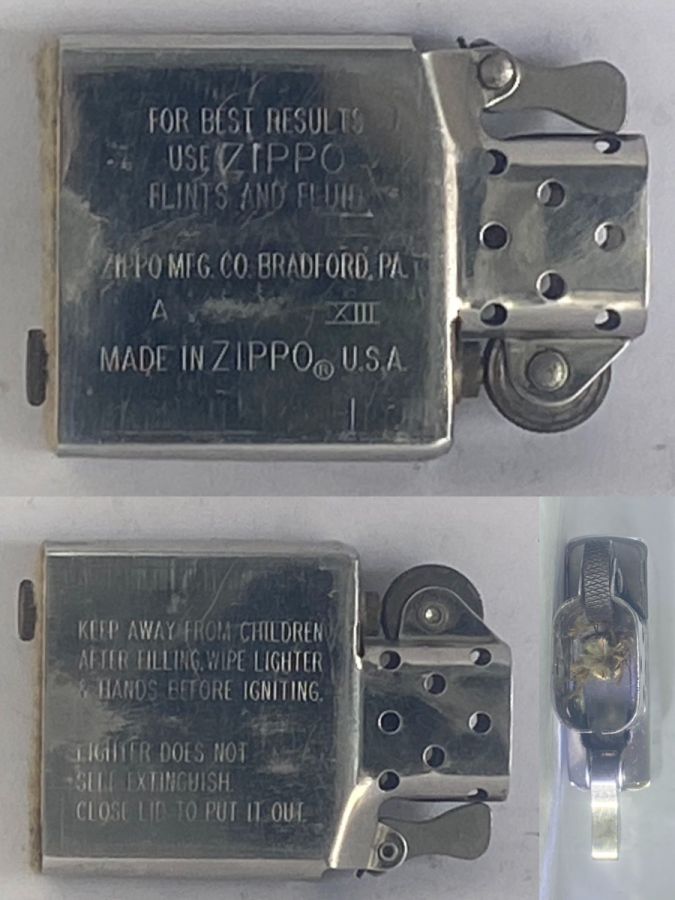 FOR BEST RESULTS
USE ZIPPO
FLINTS AND FLUID
ZIPPO MFG. CO. BRADFORD, PA.
A XIII
MADE IN ZIPPO® U.S.A.
KEEP AWAY FROM CHILDREN
AFTER FILLING, WIPE LIGHTER
& HANDS BEFORE IGNITING.
LIGHTER DOES NOT
SELF EXTINGUISH.
CLOSE LID TO PUT IT OUT.